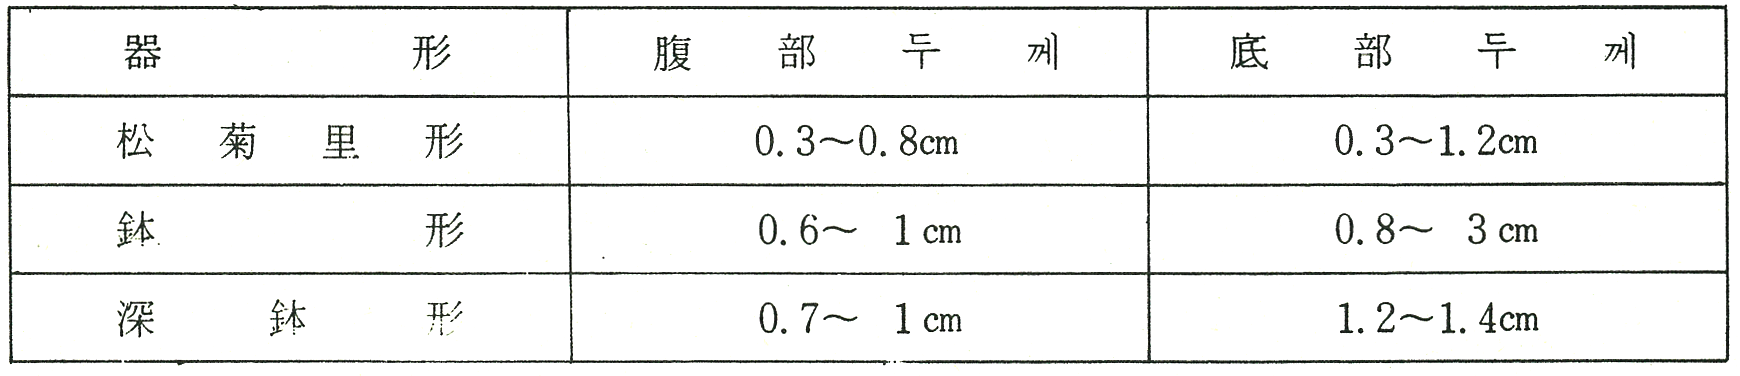 器形 腹部두께 底部두께
松菊里形 0.3～0.8cm 0.3～1.2cm
鉢形 0.6～ 1cm 0.8～ 3cm
深鉢形 0.7～ 1cm 1.2～1.4cm